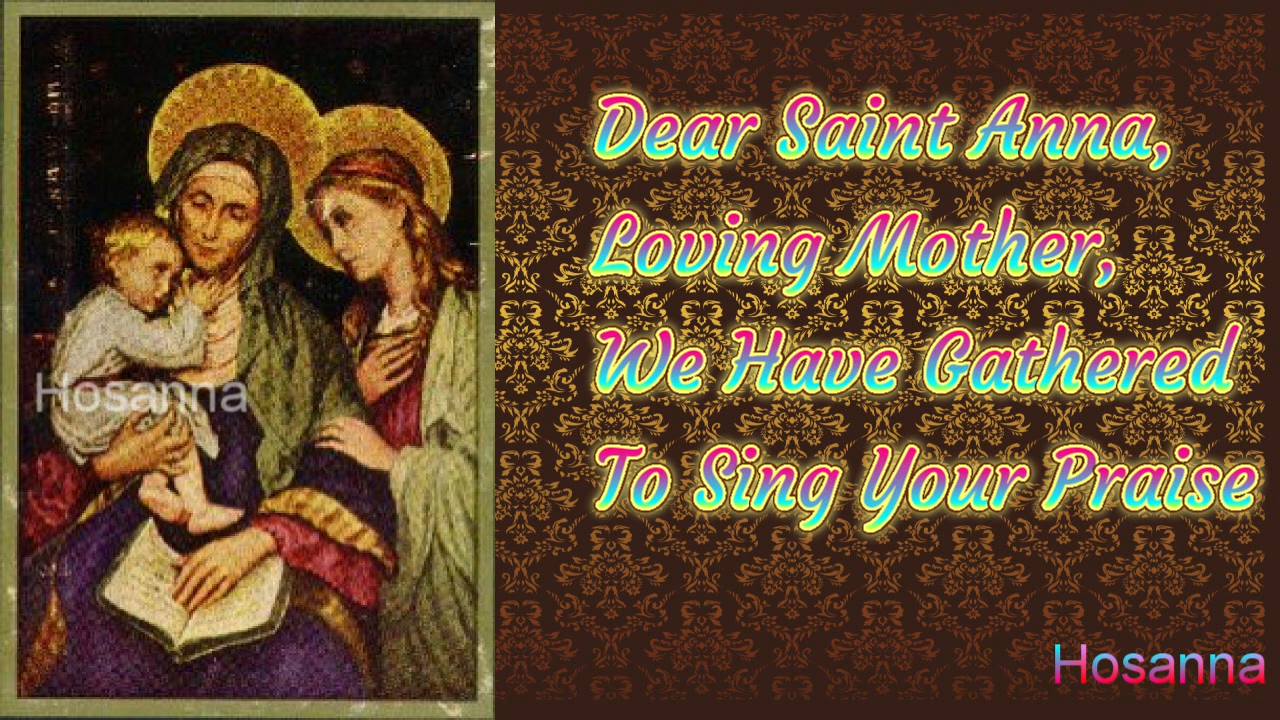 Hosanna
Dear Saint Anna,
Loving Mother,
We Have Gathered
To Sing Your Praise
Hosanna